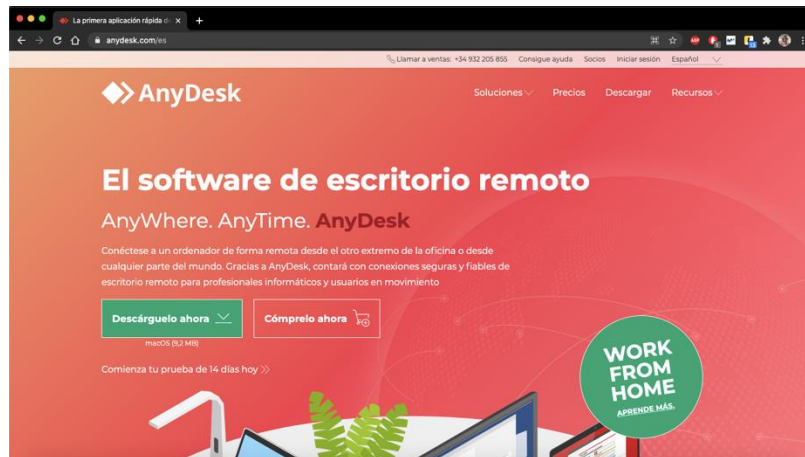 La primera aplicación rápida d
anydesk.com/es
Llamar a ventas: +34 932 205 855 Consigue ayuda Socios Iniciar sesión Español
AnyDesk
Soluciones Precios Descargar Recursos
El software de escritorio remoto
AnyWhere. AnyTime. AnyDesk
Conéctese a un ordenador de forma remota desde el otro extremo de la oficina o desde
cualquier parte del mundo. Gracias a AnyDesk, contará con conexiones seguras y fiables de
escritorio remoto para profesionales informáticos y usuarios en movimiento
Descárguelo ahora Cómprelo ahora
macOS (9,2 MB)
Comienza tu prueba de 14 días hoy
WORK
FROM
HOME
APRENDE MÁS.